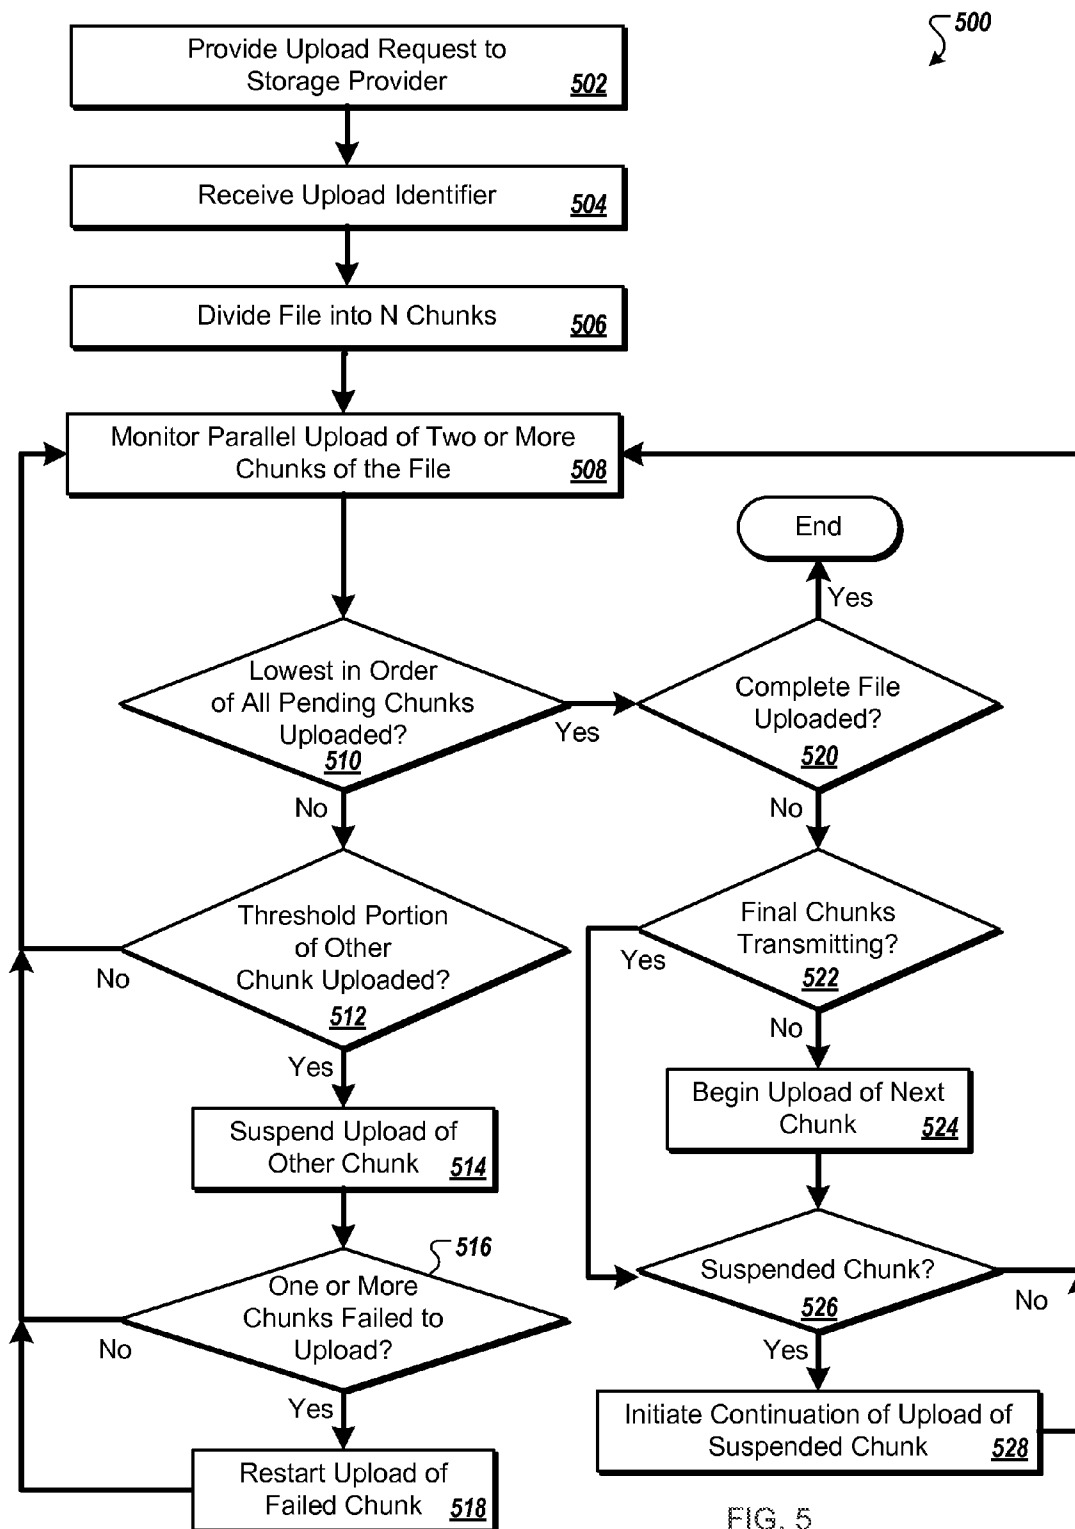 500
Provide Upload Request to
Storage Provider
502
Receive Upload Identifier
504
Divide File into N Chunks
506
Monitor Parallel Upload of Two or More
Chunks of the File
508
End
Yes
Lowest in Order
of All Pending Chunks
Uploaded?
510
Yes
Complete File
Uploaded?
520
No
No
Threshold Portion
of Other
Chunk Uploaded?
512
No
Yes
Final Chunks
Transmitting?
522
Yes
No
Suspend Upload of
Other Chunk
514
Begin Upload of Next
Chunk
524
516
One or More
Chunks Failed to
Upload?
No
Yes
Suspended Chunk?
526
No
Yes
Restart Upload of
Failed Chunk
518
Initiate Continuation of Upload of
Suspended Chunk
528
FIG. 5